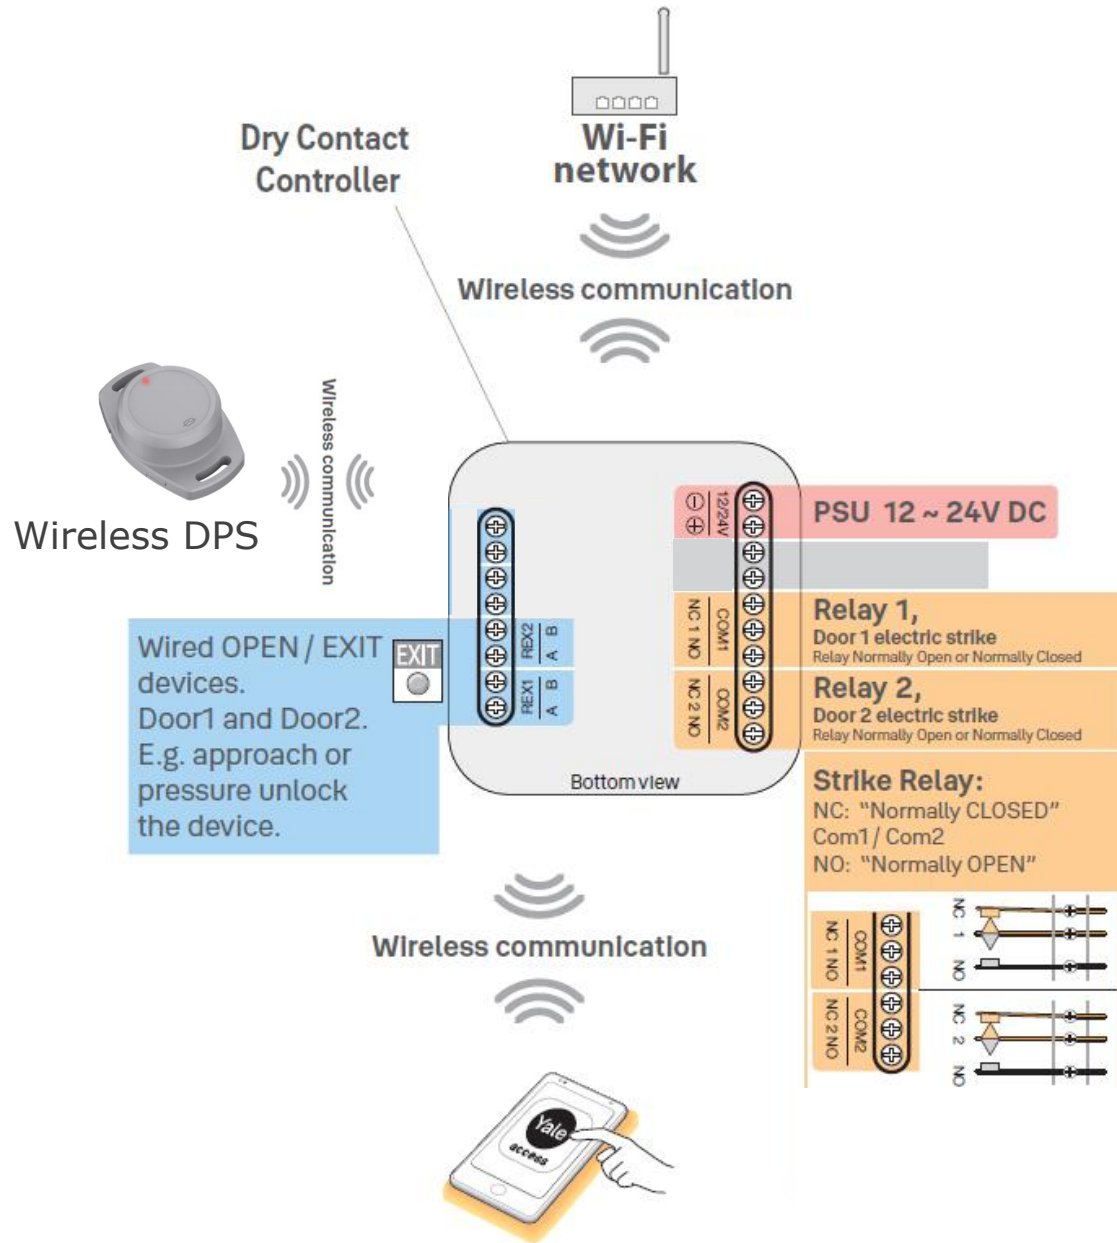 Wi-Fi
network
Dry Contact
Controller
Wireless communication
Wireless communication
Wireless DPS
12/24V
PSU 12 ~ 24V DC
NC 1 NO
COM1
Relay 1,
Door 1 electric strike
Relay Normally Open or Normally Closed
NC 2 NO
COM2
Relay 2,
Door 2 electric strike
Relay Normally Open or Normally Closed
REX2
A B
REX1
A B
EXIT
Wired OPEN / EXIT
devices.
Door1 and Door2.
E.g. approach or
pressure unlock
the device.
Bottom view
Strike Relay:
NC: “Normally CLOSED”
Com1 / Com2
NO: “Normally OPEN”
NC 1 NO
COM1
NC 2 NO
COM2
NC
1
NO
NC
2
NO
Wireless communication
Yale
access